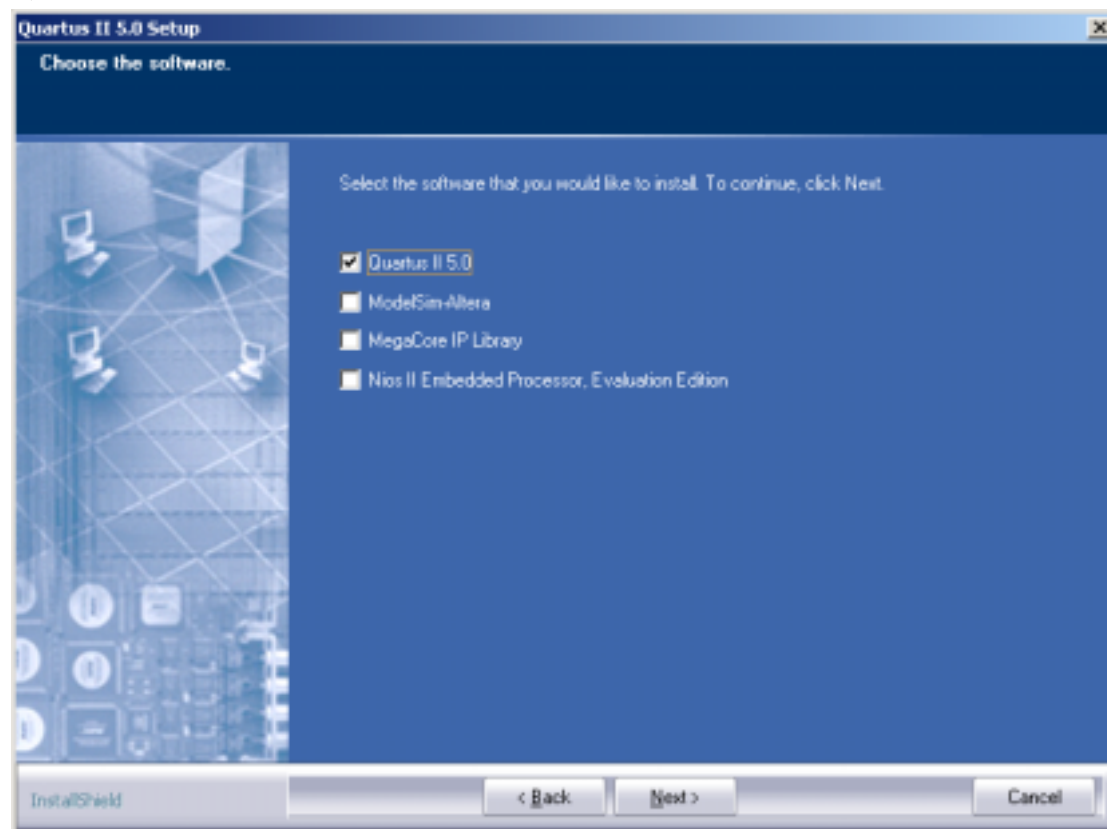 Quartus II 5.0 Setup
Choose the software.
Select the software that you would like to install. To continue, click Next.
Quartus II 5.0
ModelSim-Altera
MegaCore IP Library
Nios II Embedded Processor, Evaluation Edition
InstallShield
< Back
Next >
Cancel